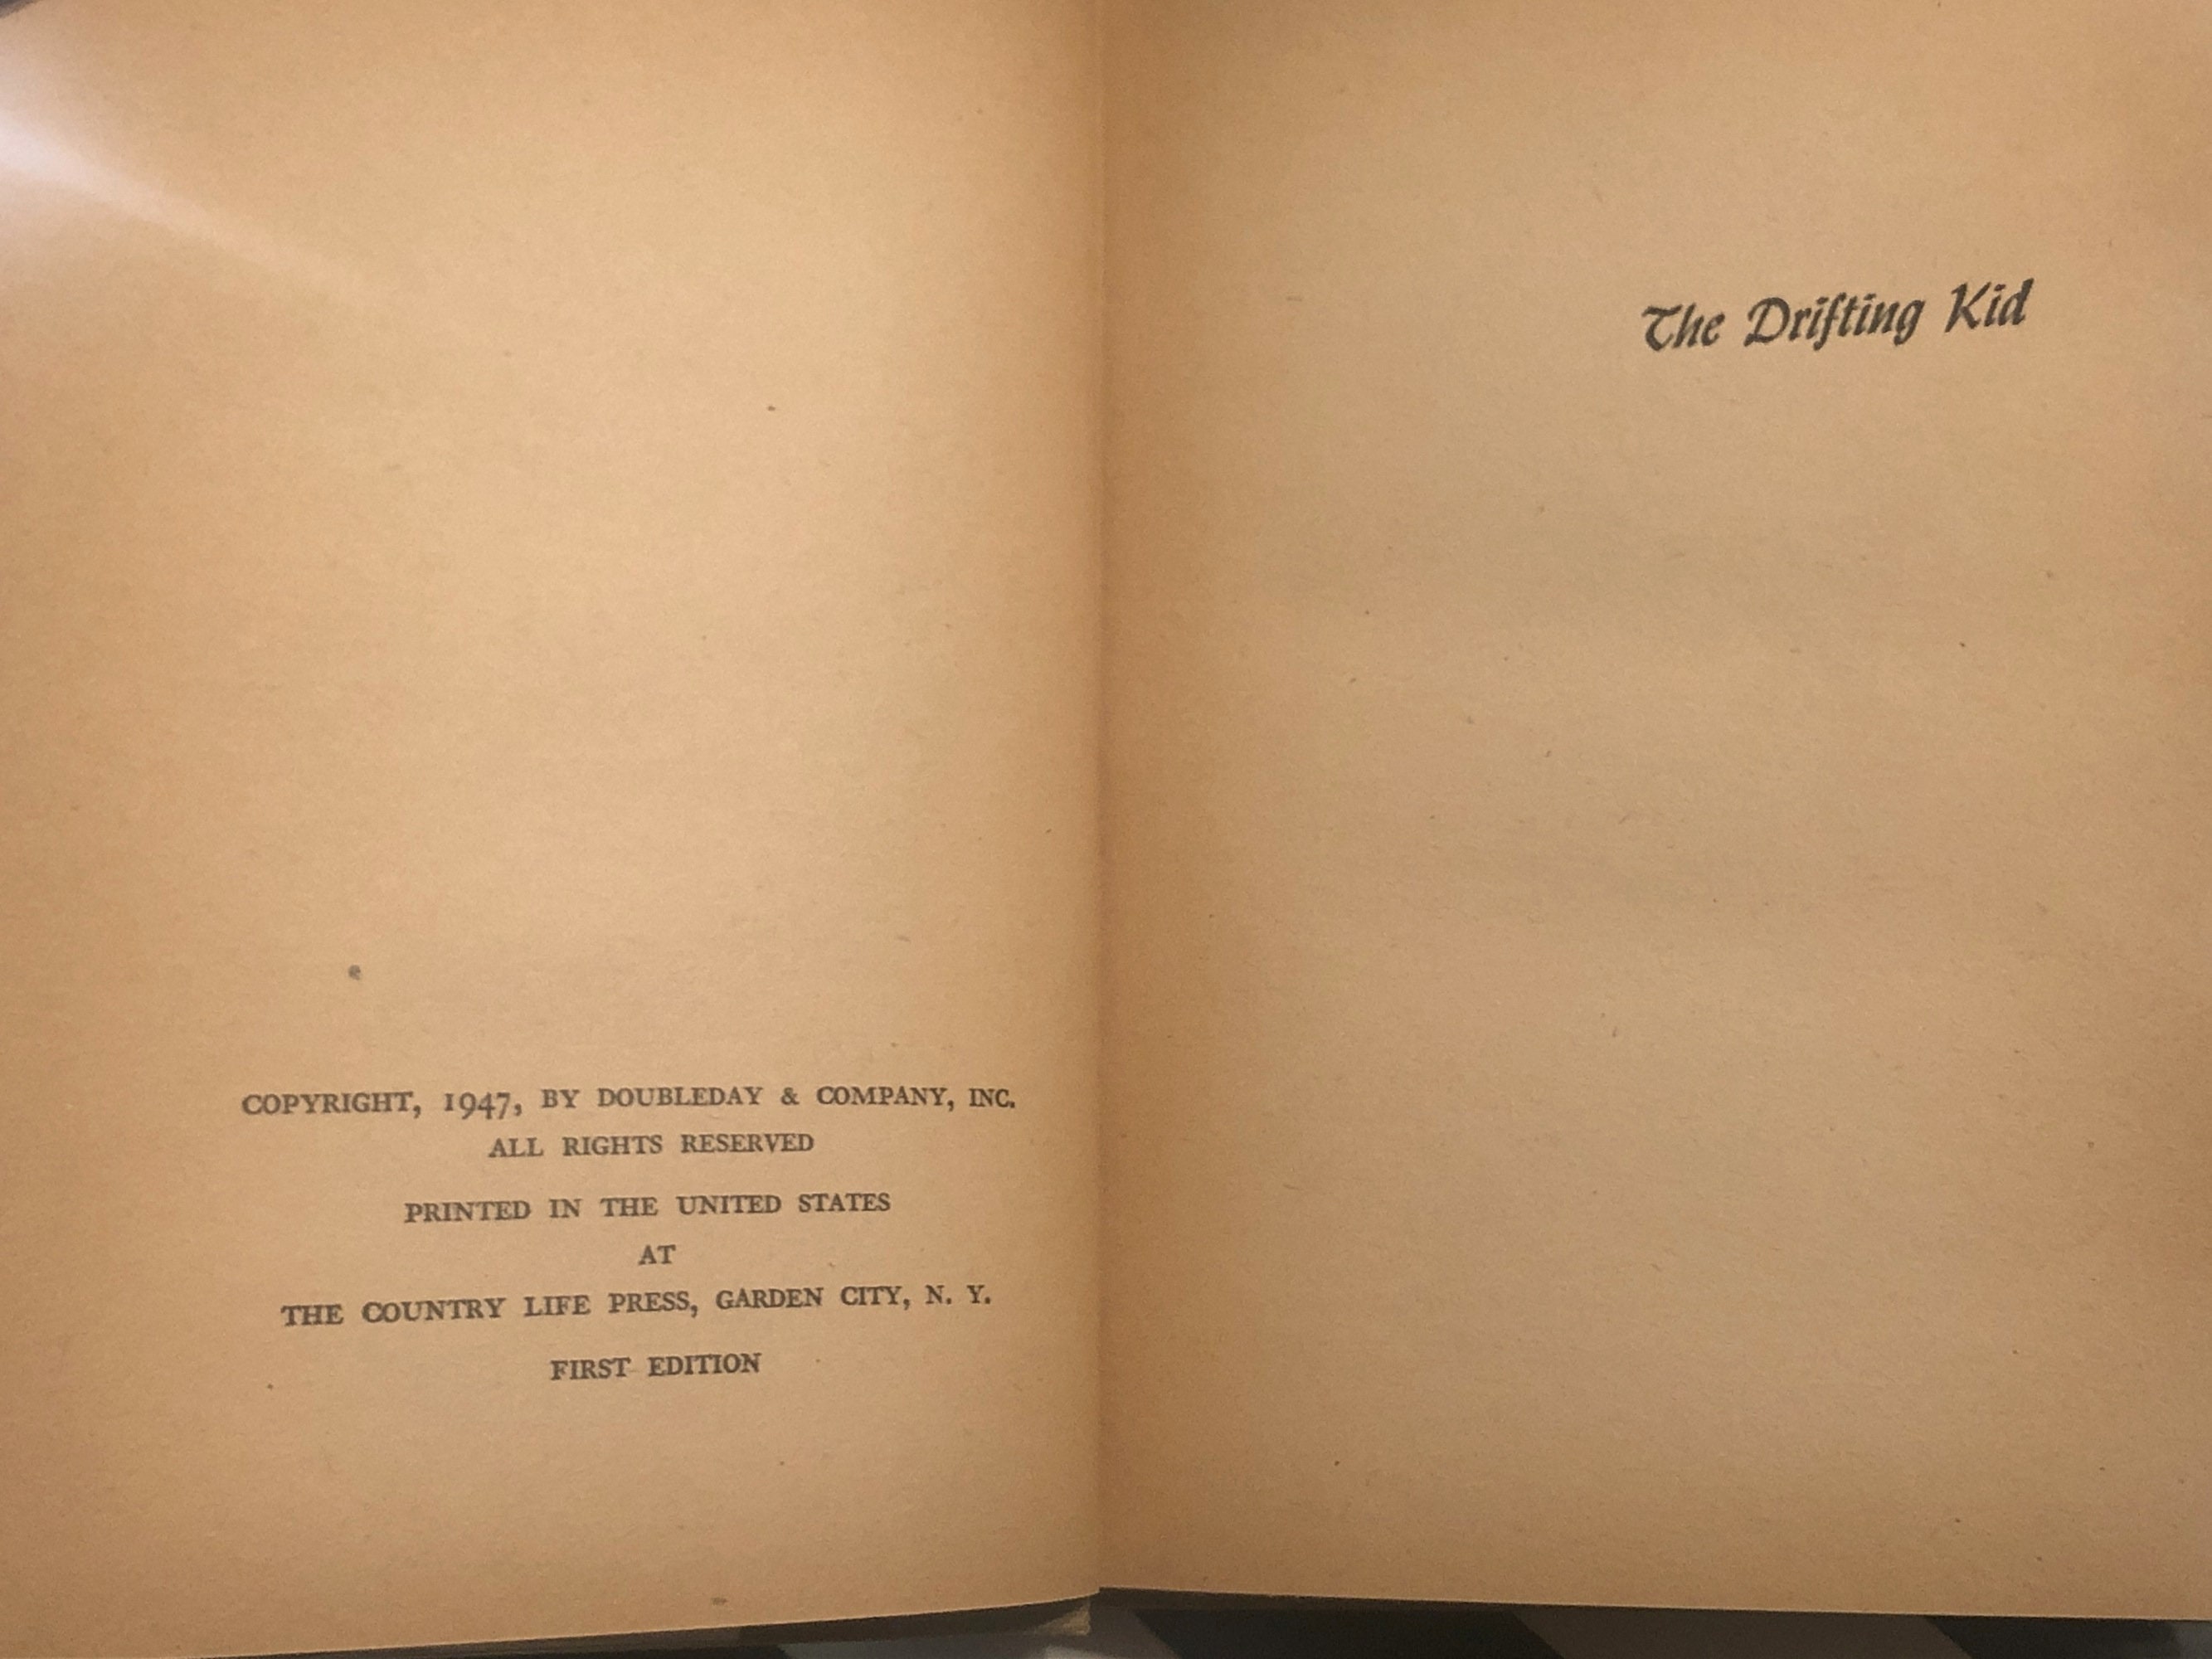 COPYRIGHT, 1947, BY DOUBLEDAY & COMPANY, INC.
ALL RIGHTS RESERVED
PRINTED IN THE UNITED STATES
AT
THE COUNTRY LIFE PRESS, GARDEN CITY, N. Y.
FIRST EDITION
The Drifting Kid